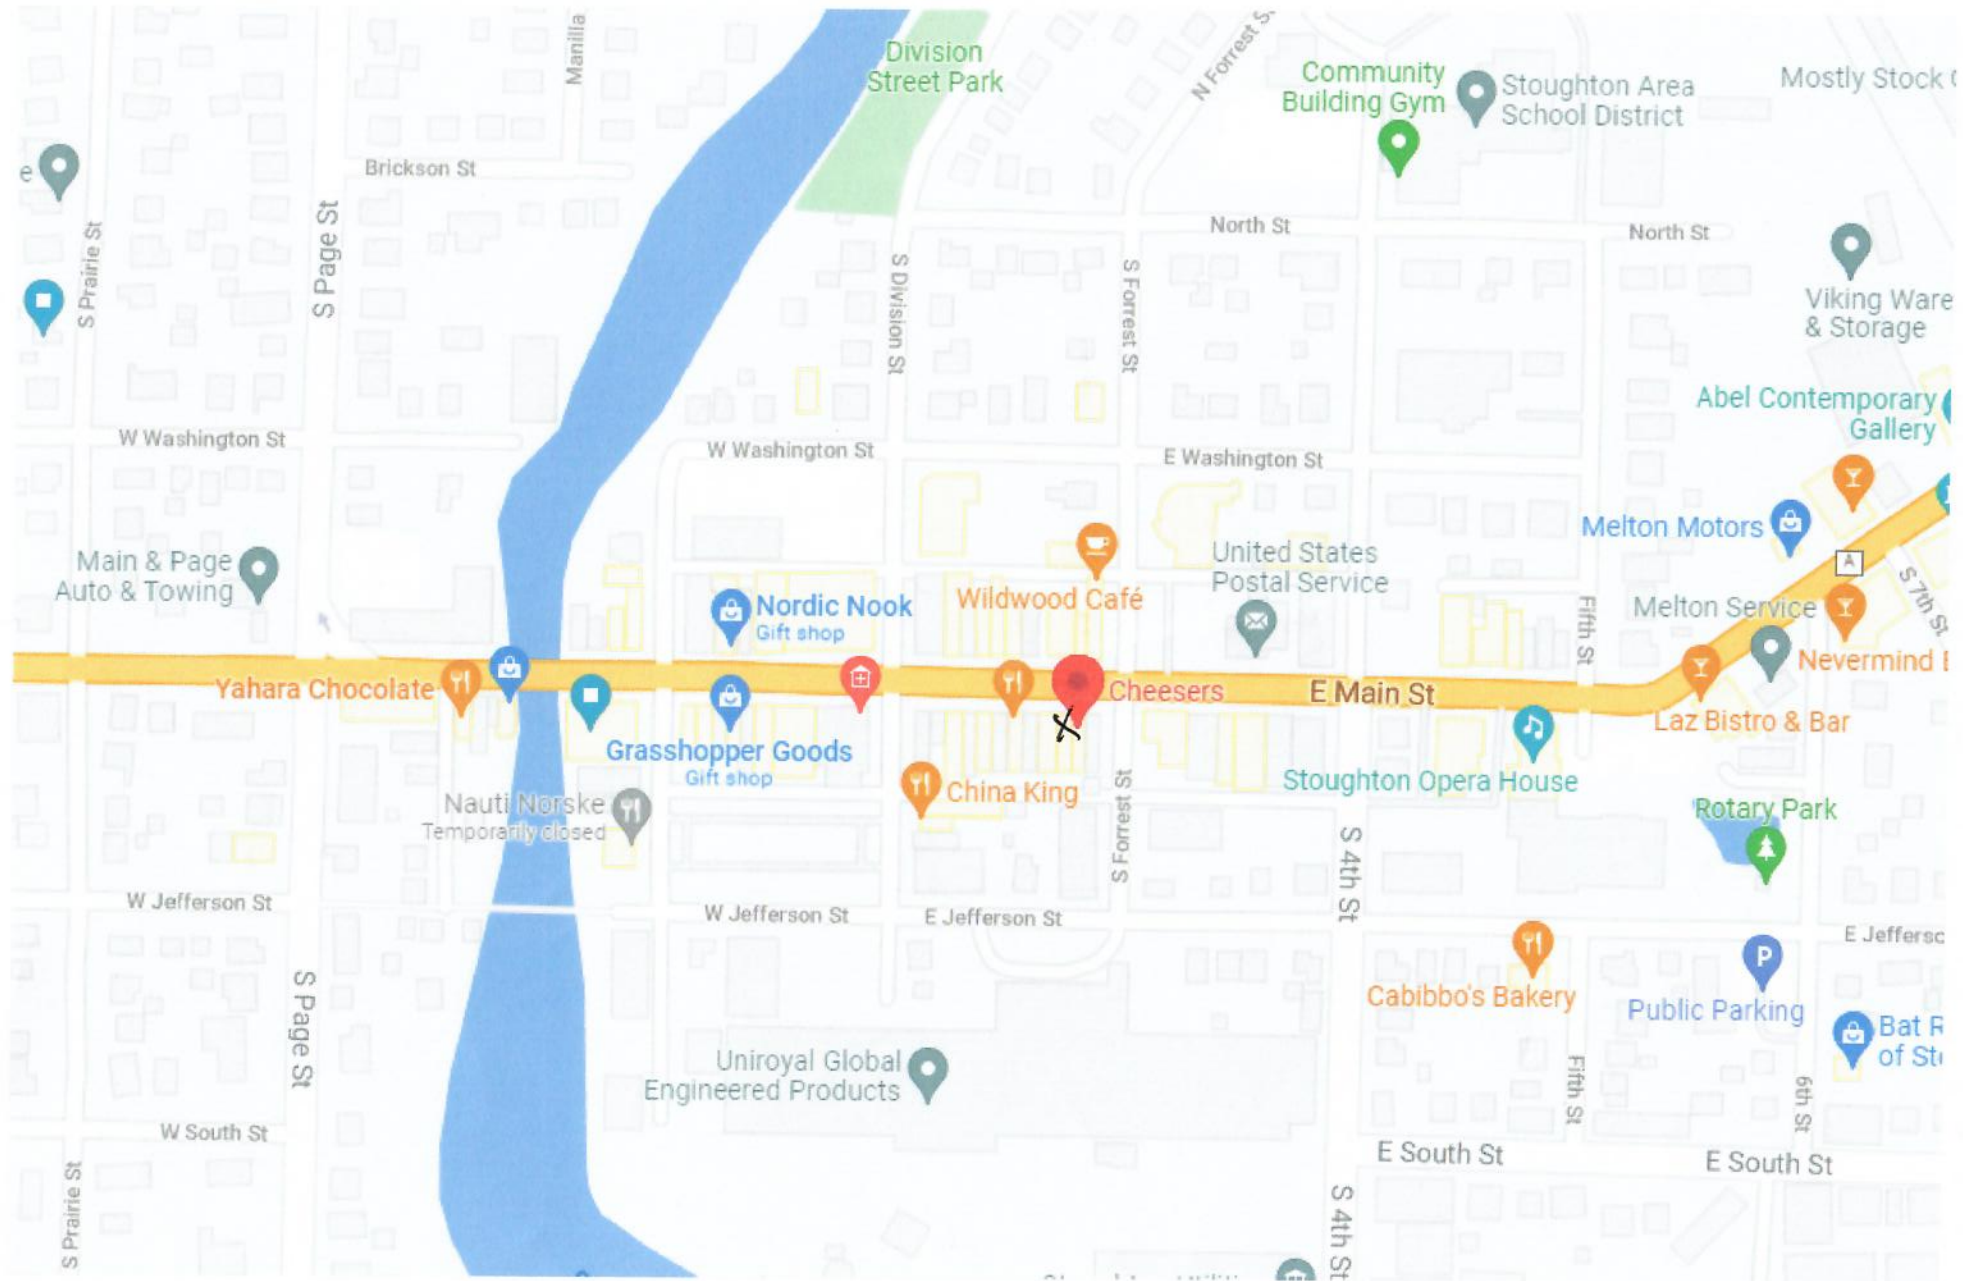 Division
Street Park
Manilla
N Forrest S
Community
Building Gym
Stoughton Area
School District
Mostly Stock
e
Brickson St
S Prairie St
S Page St
North St
North St
S Division St
S Forrest St
Viking Ware
& Storage
Abel Contemporary
Gallery
W Washington St
W Washington St
E Washington St
Melton Motors
A
Main & Page
Auto & Towing
United States
Postal Service
Nordic Nook
Gift shop
Wildwood Café
Fifth St
Melton Service
S 7th St
Nevermind
Yahara Chocolate
Cheesers
E Main St
Laz Bistro & Bar
X
Grasshopper Goods
Gift shop
China King
Stoughton Opera House
Nauti Norske
Temporarily closed
S Forrest St
Rotary Park
S 4th St
W Jefferson St
W Jefferson St
E Jefferson St
E Jefferso
P
Cabibbo's Bakery
Public Parking
S Page St
Bat R
of St
Uniroyal Global
Engineered Products
Fifth St
6th St
W South St
E South St
E South St
S Prairie St
S 4th St